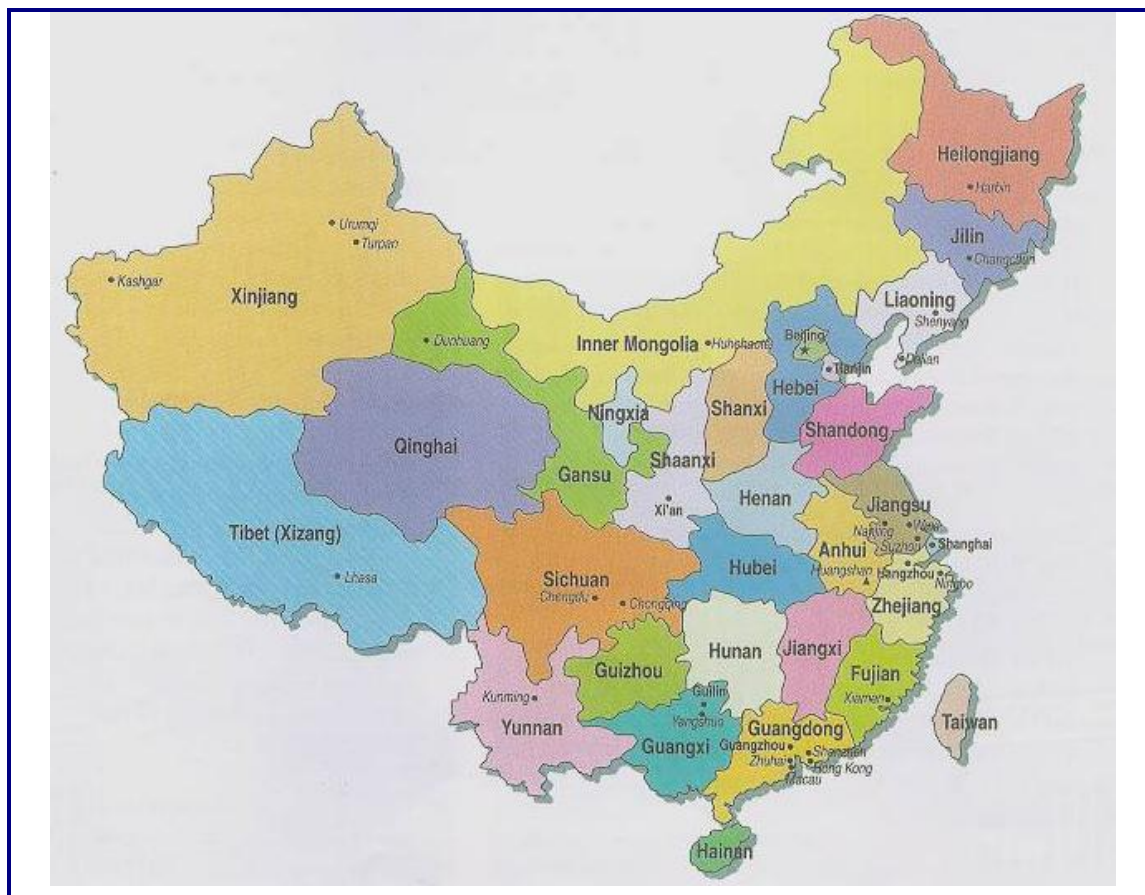 Heilongjiang
Harbin
Urumqi
Turpan
Jilin
Changchun
Kashgar
Xinjiang
Liaoning
Shenyang
Dunhuang
Inner Mongolia
Beijing
Dalian
Tianjin
Hebei
Ningxia
Shanxi
Shandong
Qinghai
Shaanxi
Gansu
Henan
Xi'an
Jiangsu
Nanjing
Suzhou
Tibet (Xizang)
Shanghai
Anhui
Hubei
Huangshan
Hangzhou
Ningbo
Lhasa
Sichuan
Chengdu
Chongqing
Zhejiang
Hunan
Jiangxi
Guizhou
Fujian
Kunming
Guilin
Xiamen
Yangshuo
Yunnan
Taiwan
Guangdong
Guangxi
Guangzhou
Shenzhen
Zhuhai
Hong Kong
Macau
Hainan